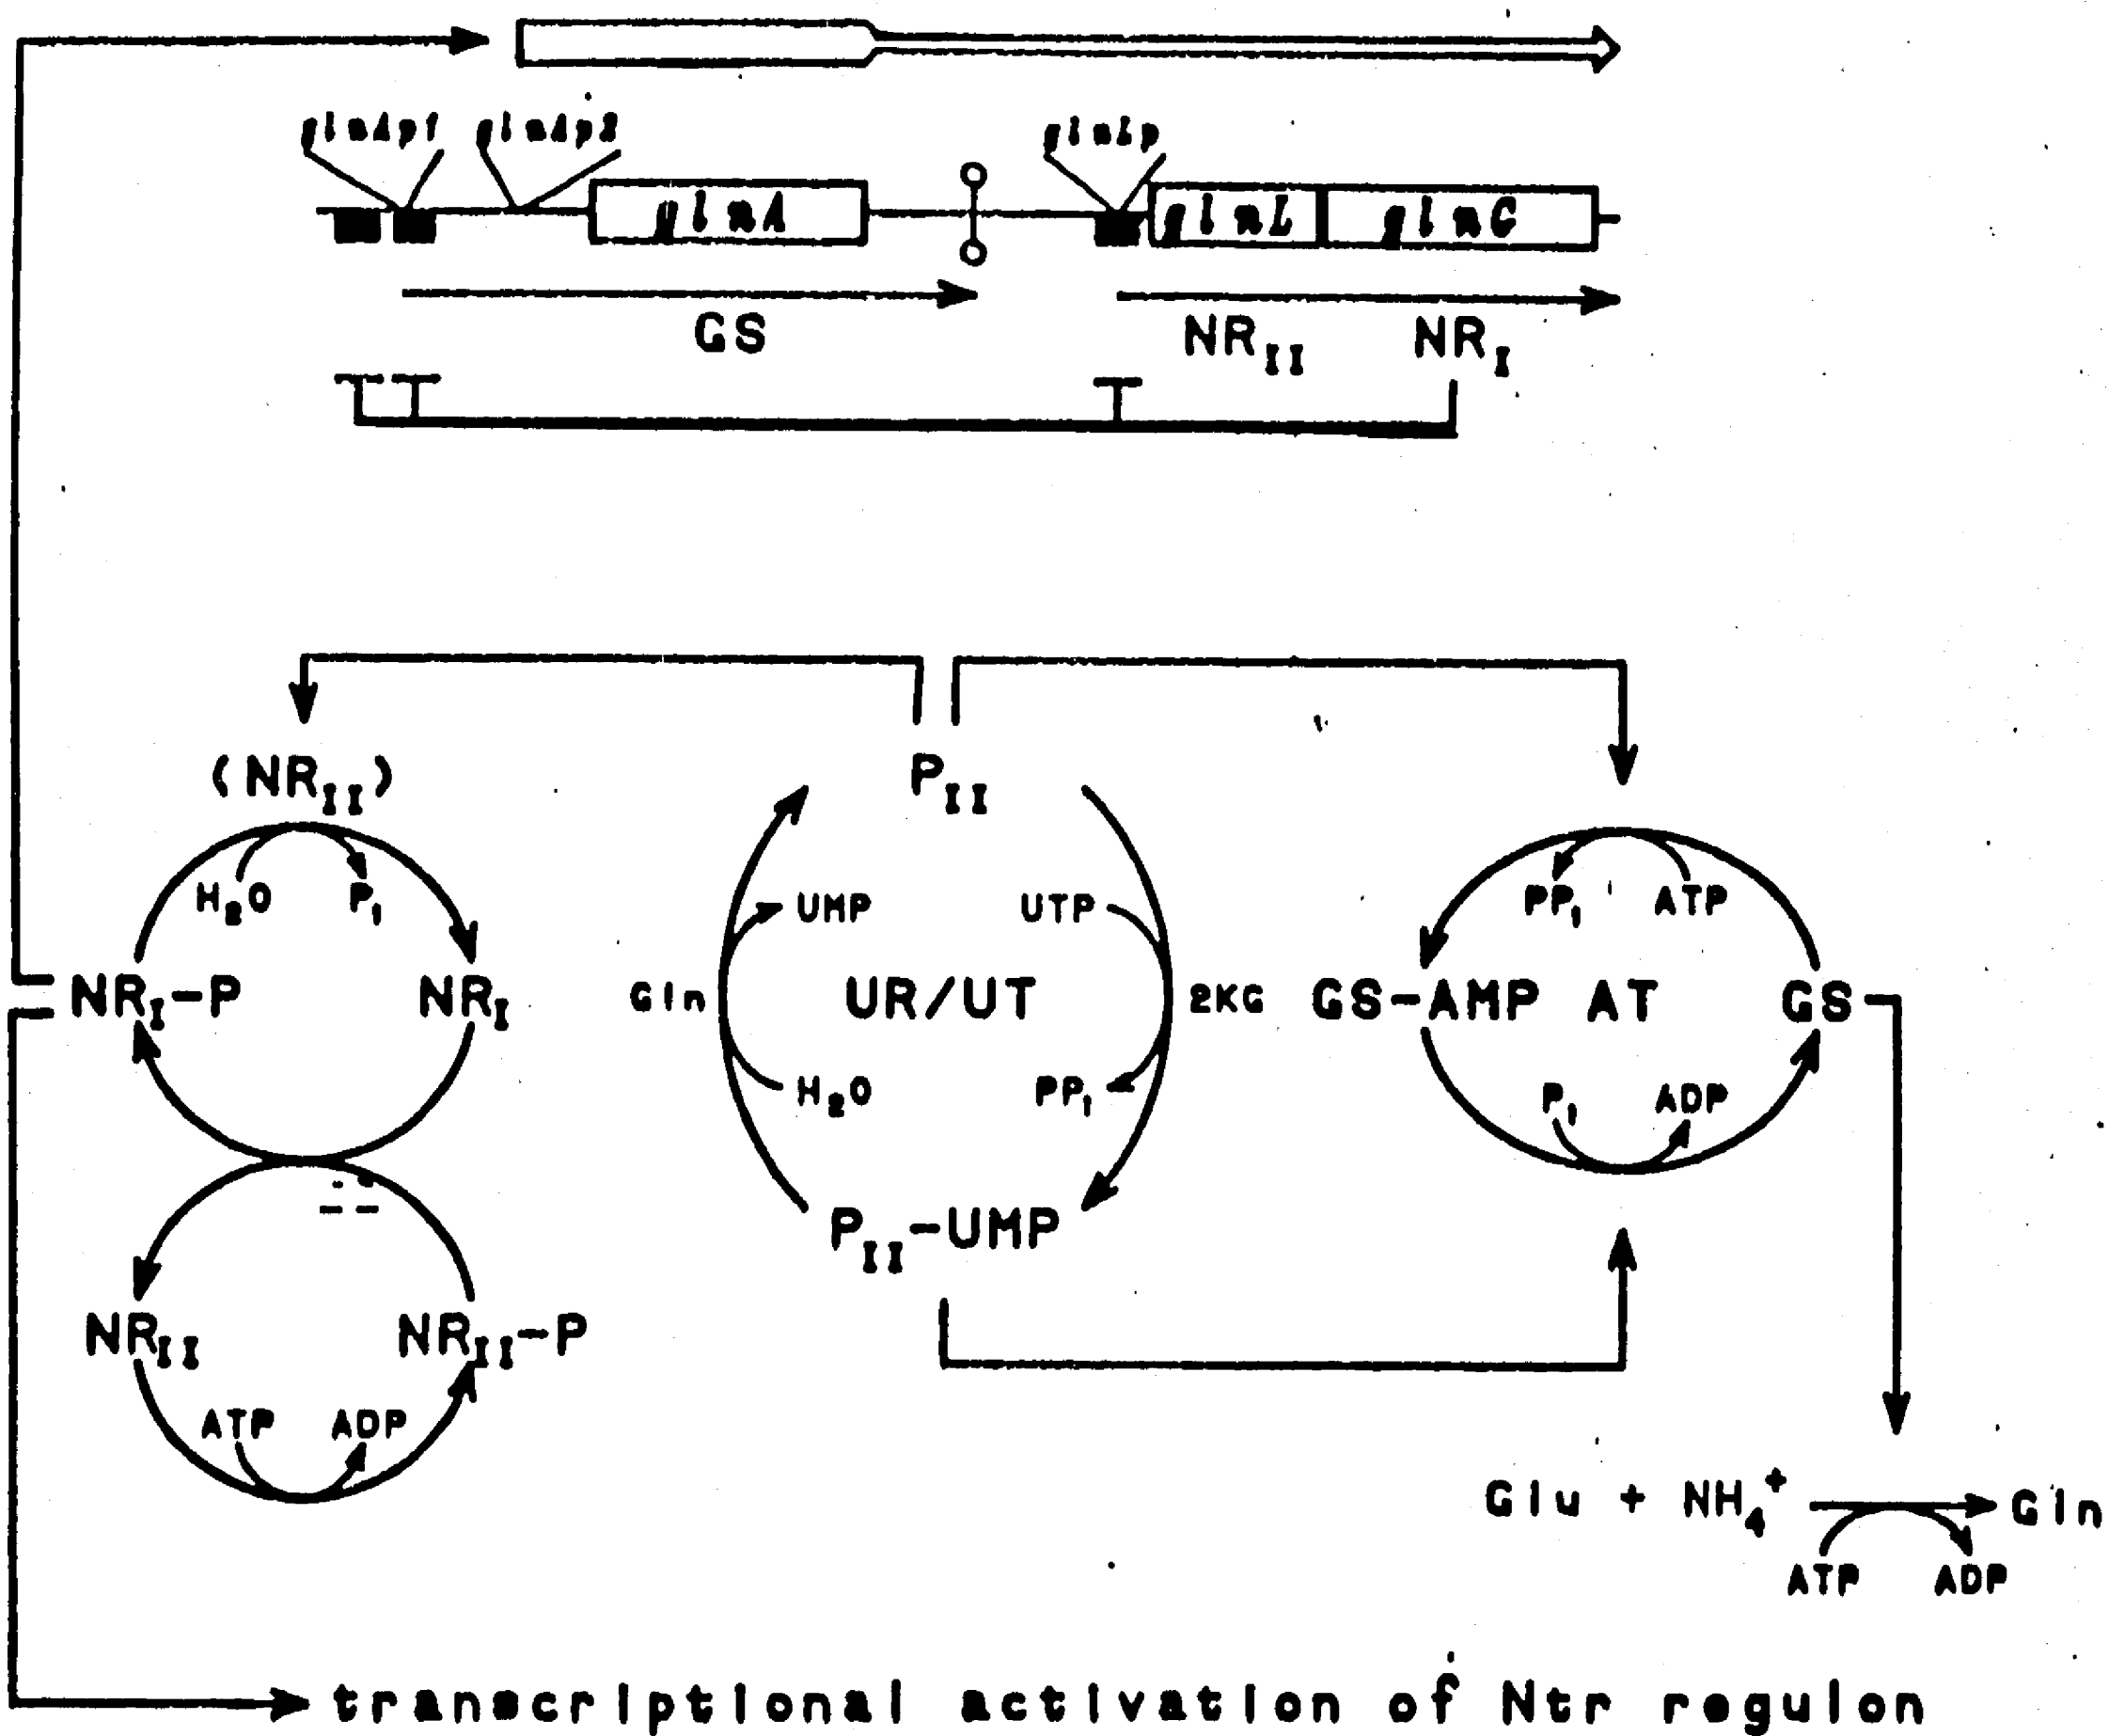 glnAp1 glnAp2 glnLp
glnA glnL glnG
GS NRII NRI
PII
(NRII)
H2O Pi
UMP UTP
PPi ATP
NRI-P NRI
Gln UR/UT 2KG
GS-AMP AT GS
H2O PPi
Pi ADP
PII-UMP
NRII NRII-P
ATP ADP
Glu + NH4+ Gln
ATP ADP
transcriptional activation of Ntr regulon